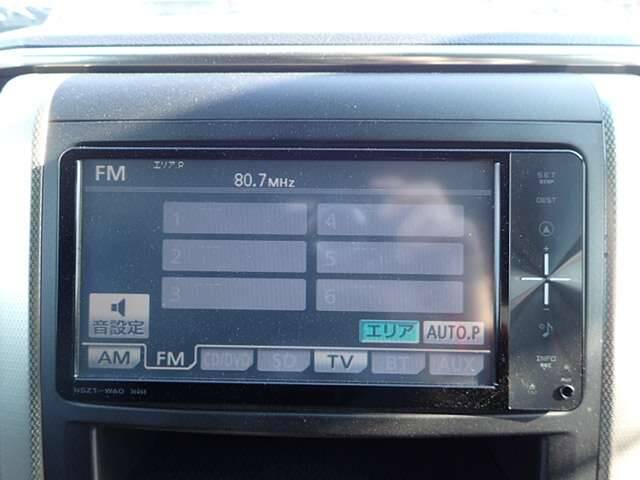 FM エリア.P 80.7MHz
1 4
2 5
3 6
音設定 エリア AUTO.P
AM FM CD/DVD SD TV BT AUX
NSZT-W60
SET
DEST
A
+
−
INFO